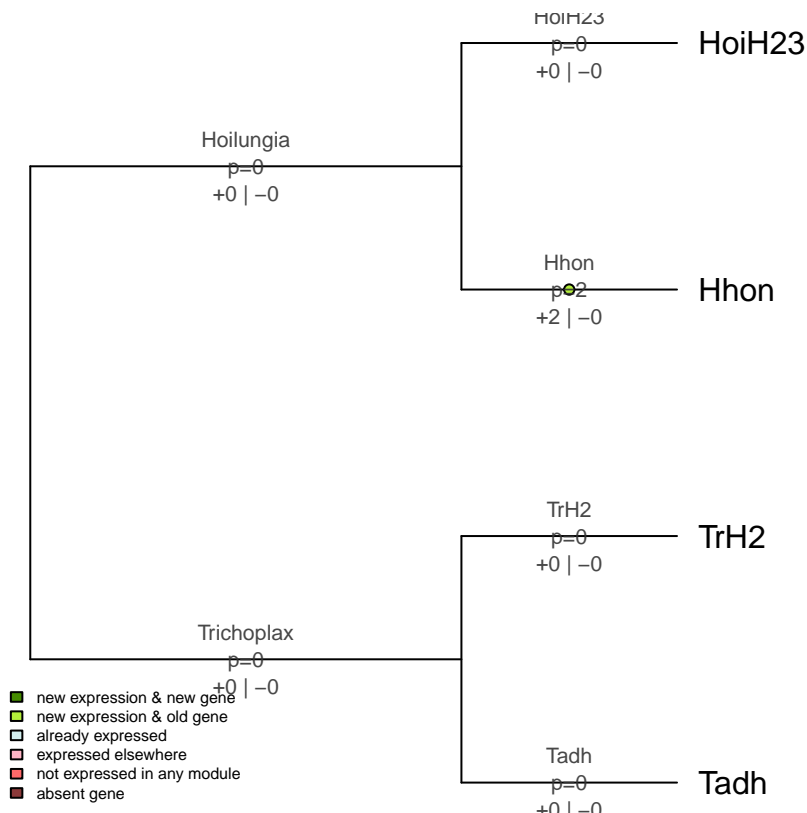 HoiH23
p=0
+0 | −0
HoiH23
Hoilungia
p=0
+0 | −0
Hhon
p=2
+2 | −0
Hhon
TrH2
p=0
+0 | −0
TrH2
Trichoplax
p=0
+0 | −0
new expression & new gene
new expression & old gene
already expressed
expressed elsewhere
not expressed in any module
absent gene
Tadh
p=0
+0 | −0
Tadh